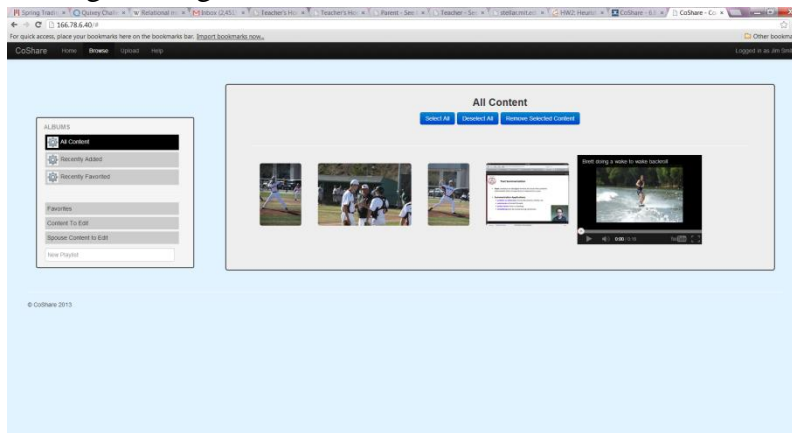 Spring Tradi
Quixey Chall
Relational m
Inbox (2,45
Teacher's Ho
Teacher's Ho
Parent - See
Teacher - Se
stellar.mit.ed
HW2: Heuris
CoShare - 6.
CoShare - Co
166.78.6.40/#
For quick access, place your bookmarks here on the bookmarks bar. Import bookmarks now...
Other bookma
CoShare Home Browse Upload Help
Logged in as Jim Smi
All Content
Select All Deselect All Remove Selected Content
ALBUMS
All Content
Recently Added
Recently Favorited
Favorites
Content To Edit
Spouse Content to Edit
New Playlist
Brett doing a wake to wake backroll
0:00
© CoShare 2013